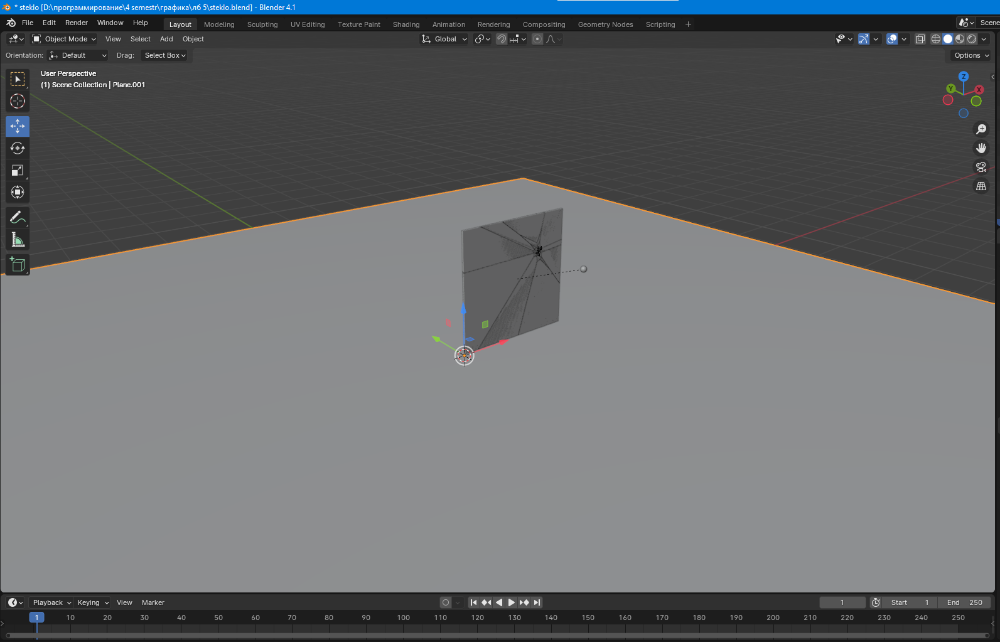 * steklo [D:\программирование\4 semestr\графика\лб 5\steklo.blend] - Blender 4.1
File Edit Render Window Help Layout Modeling Sculpting UV Editing Texture Paint Shading Animation Rendering Compositing Geometry Nodes Scripting + Scene
Object Mode View Select Add Object Global
Orientation: Default Drag: Select Box Options
User Perspective
(1) Scene Collection | Plane.001
Z
Y X
Playback Keying View Marker 1 Start 1 End 250
1 10 20 30 40 50 60 70 80 90 100 110 120 130 140 150 160 170 180 190 200 210 220 230 240 250